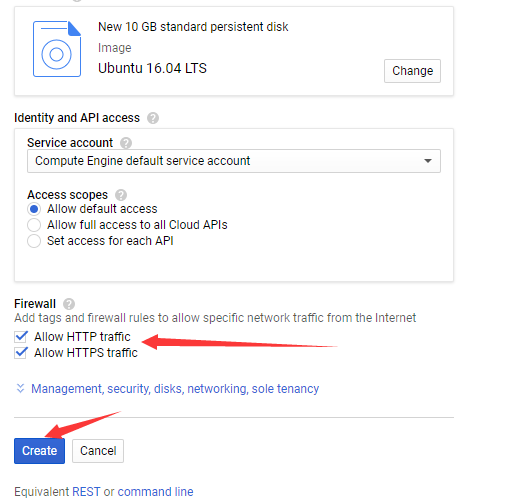 New 10 GB standard persistent disk
Image
Ubuntu 16.04 LTS
Change
Identity and API access
Service account
Compute Engine default service account
Access scopes
Allow default access
Allow full access to all Cloud APIs
Set access for each API
Firewall
Add tags and firewall rules to allow specific network traffic from the Internet
Allow HTTP traffic
Allow HTTPS traffic
Management, security, disks, networking, sole tenancy
Create Cancel
Equivalent REST or command line